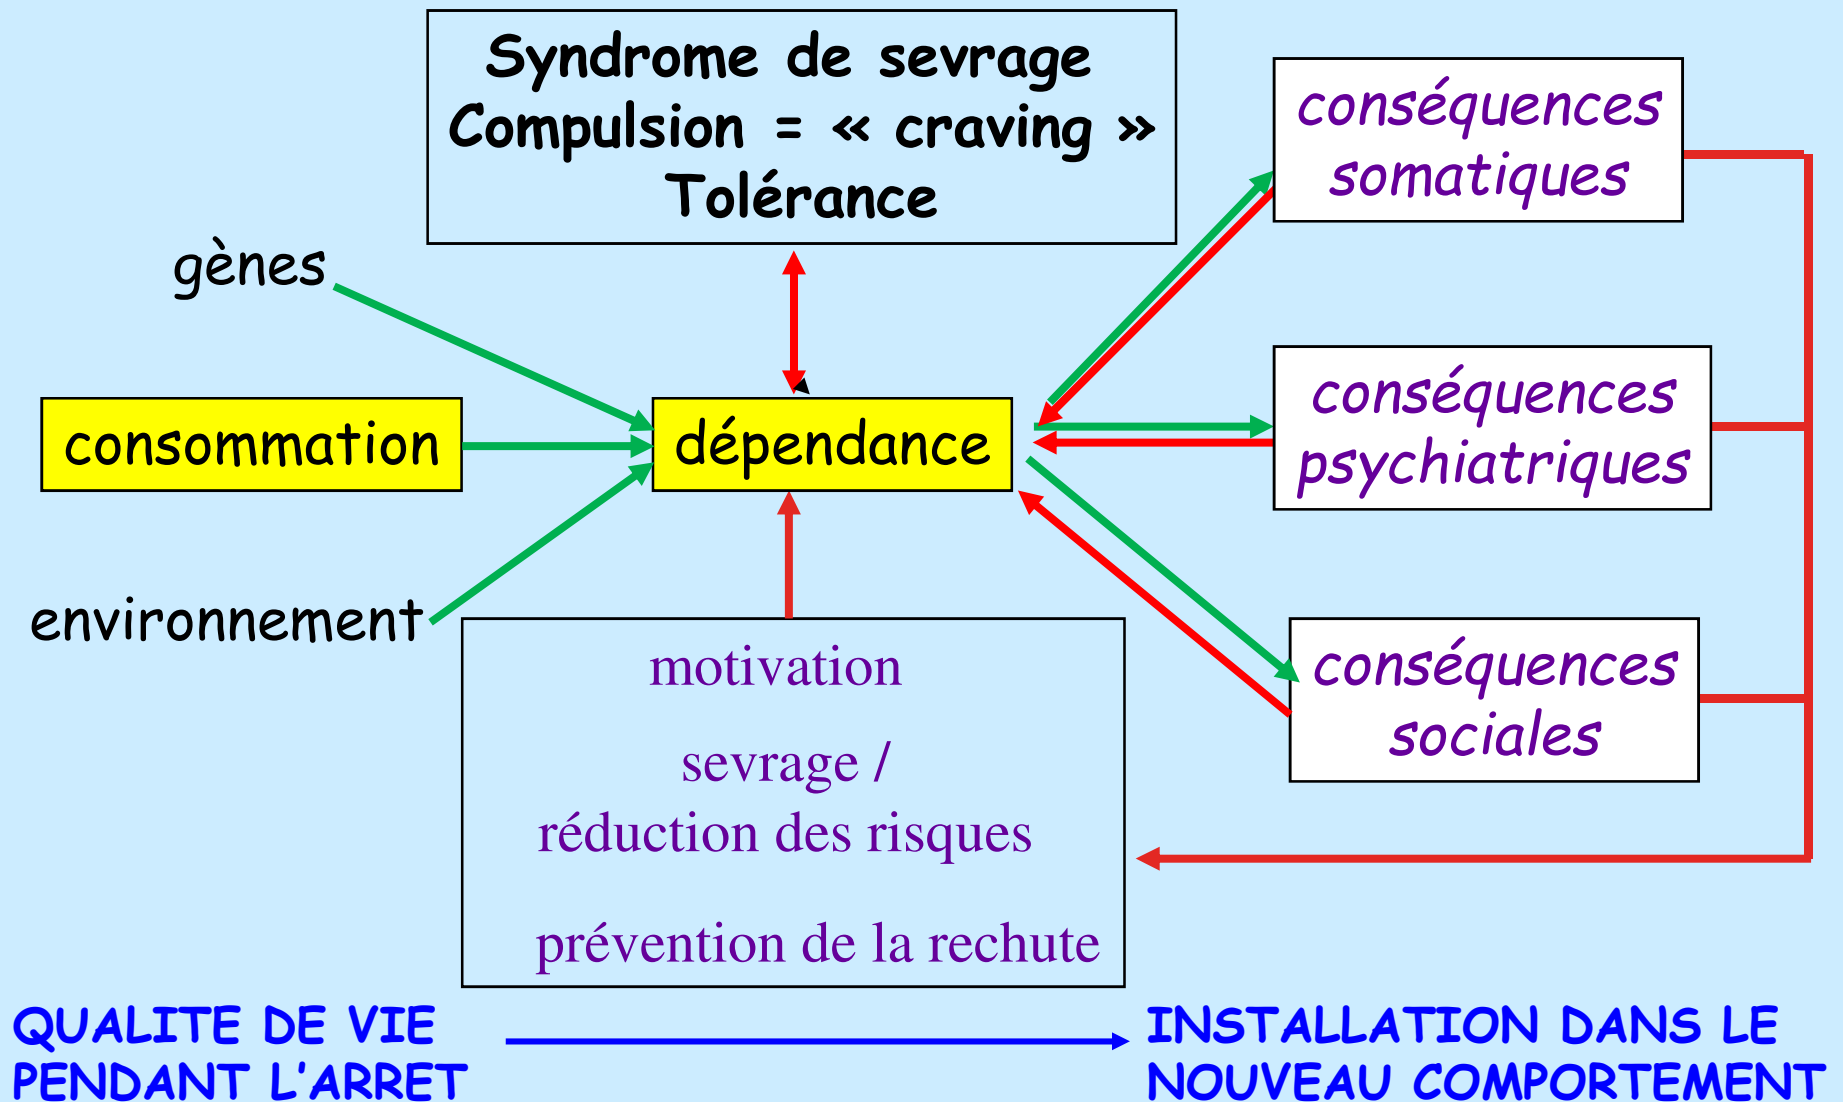 Syndrome de sevrage
Compulsion = « craving »
Tolérance
conséquences
somatiques
gènes
consommation
dépendance
conséquences
psychiatriques
environnement
motivation
sevrage /
réduction des risques
prévention de la rechute
conséquences
sociales
QUALITE DE VIE
PENDANT L'ARRET
INSTALLATION DANS LE
NOUVEAU COMPORTEMENT